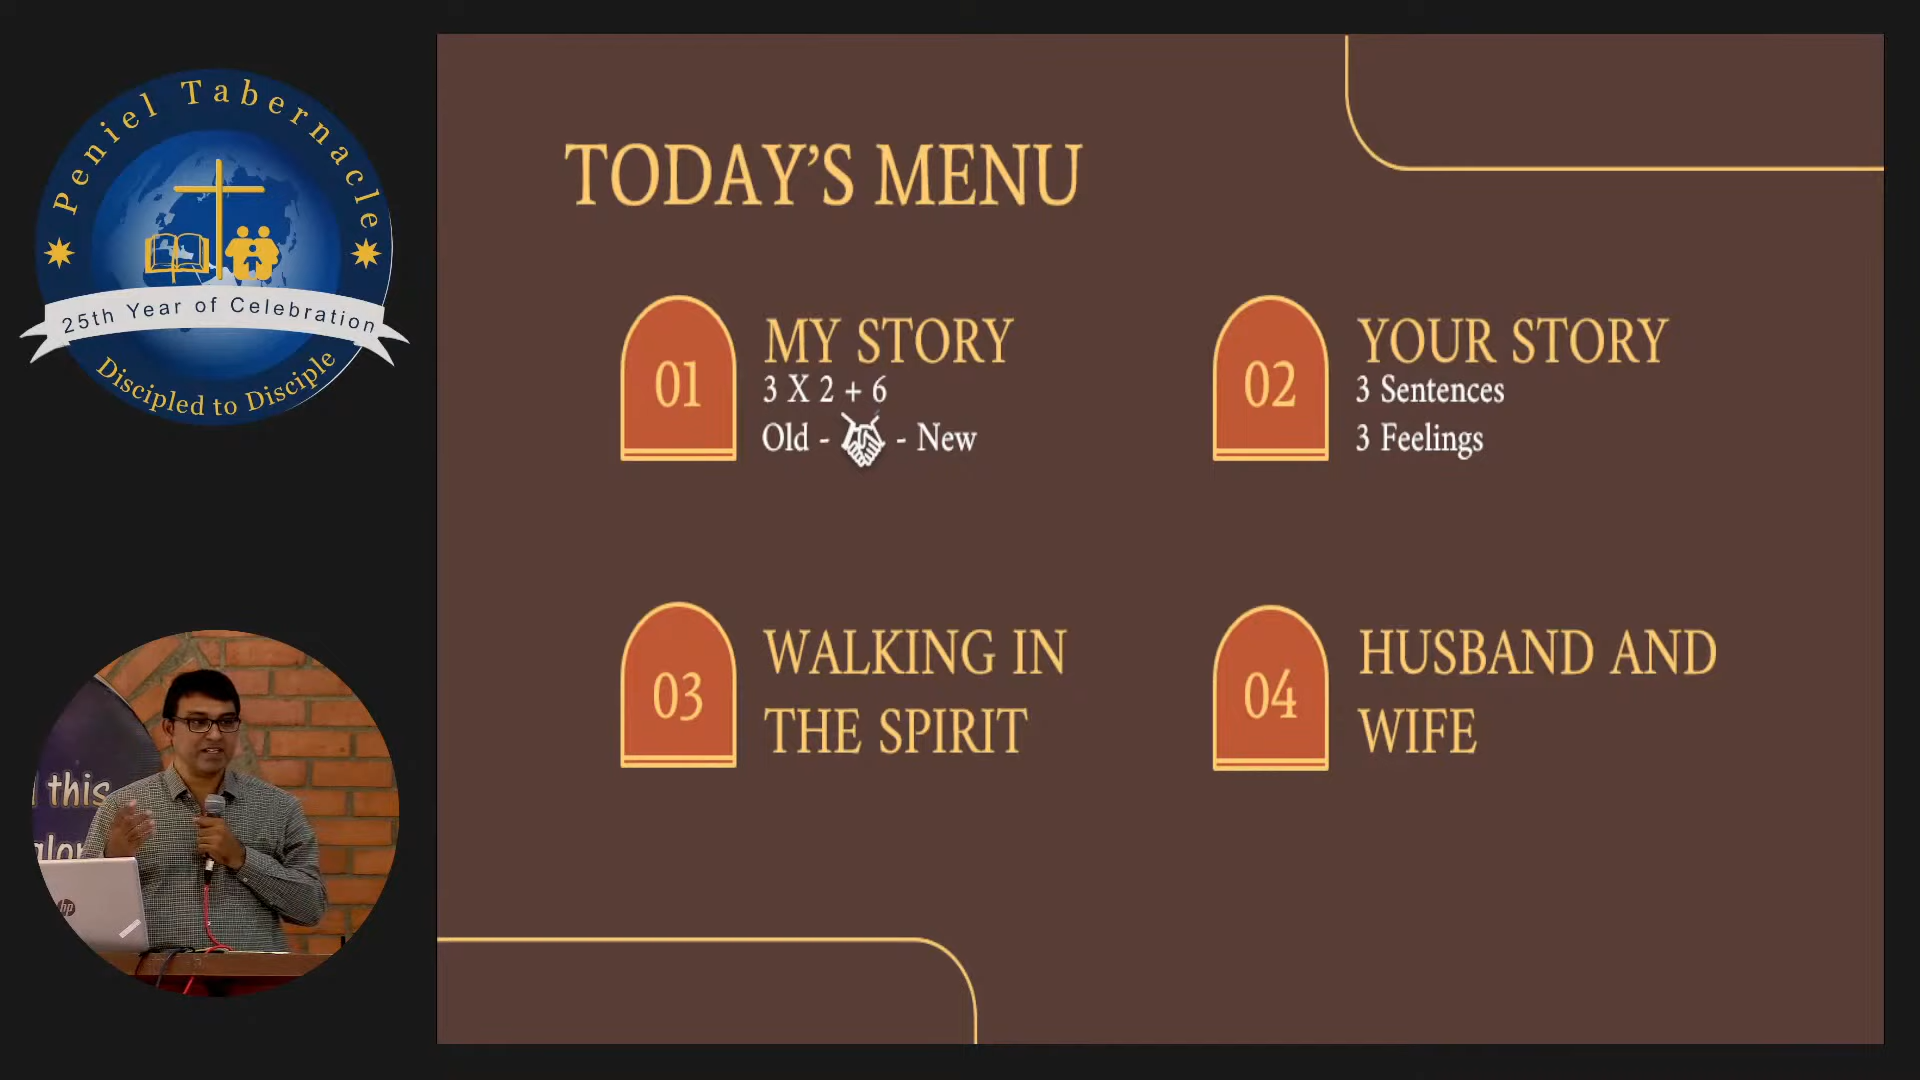 Peniel Tabernacle
25th Year of Celebration
Discipled to Disciple
TODAY'S MENU
01
MY STORY
3 X 2 + 6
Old - - New
02
YOUR STORY
3 Sentences
3 Feelings
03
WALKING IN
THE SPIRIT
04
HUSBAND AND
WIFE
this
hp